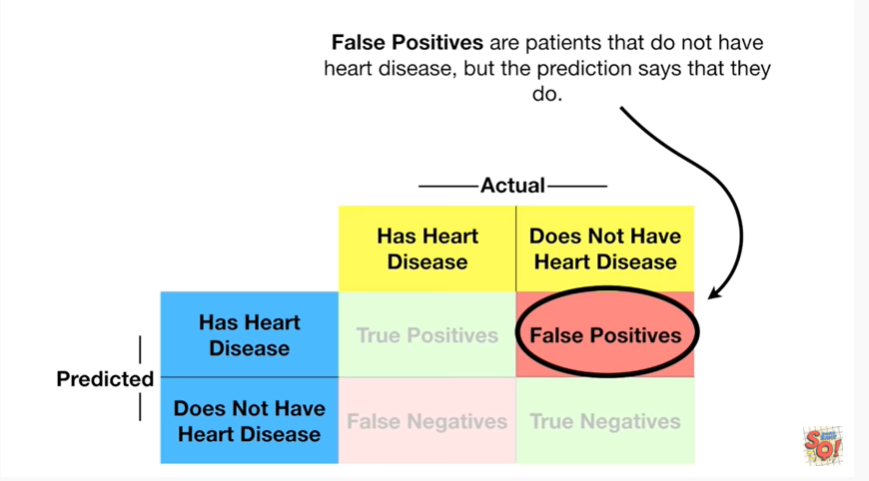 False Positives are patients that do not have
heart disease, but the prediction says that they
do.
Actual
Has Heart
Disease
Does Not Have
Heart Disease
Predicted
Has Heart
Disease
True Positives
False Positives
Does Not Have
Heart Disease
False Negatives
True Negatives
SQ!